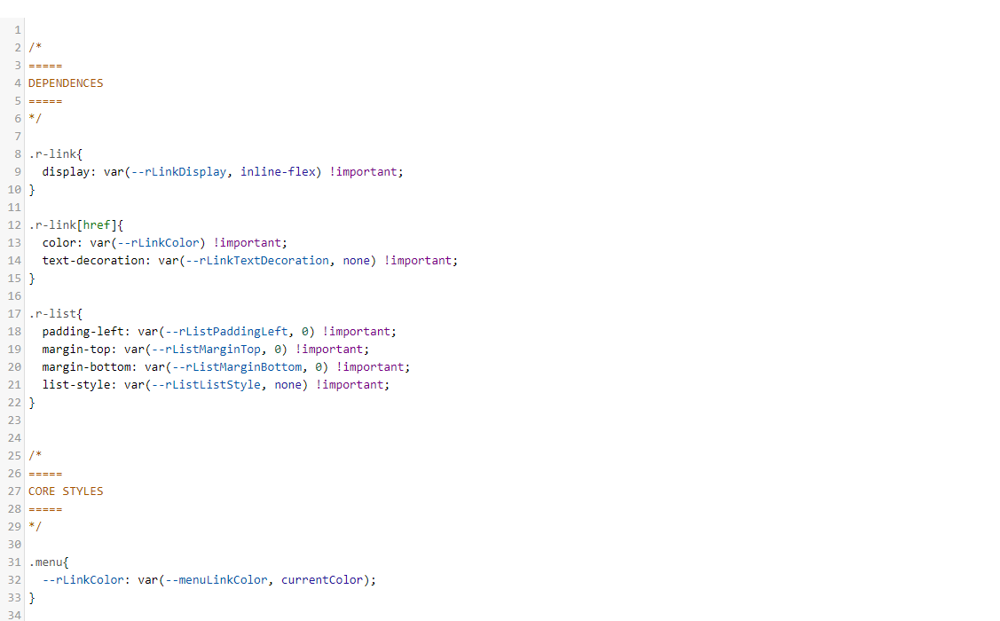 1
2 /*
3 =====
4 DEPENDENCES
5 =====
6 */
7
8 .r-link{
9   display: var(--rLinkDisplay, inline-flex) !important;
10 }
11
12 .r-link[href]{
13   color: var(--rLinkColor) !important;
14   text-decoration: var(--rLinkTextDecoration, none) !important;
15 }
16
17 .r-list{
18   padding-left: var(--rListPaddingLeft, 0) !important;
19   margin-top: var(--rListMarginTop, 0) !important;
20   margin-bottom: var(--rListMarginBottom, 0) !important;
21   list-style: var(--rListListStyle, none) !important;
22 }
23
24
25 /*
26 =====
27 CORE STYLES
28 =====
29 */
30
31 .menu{
32   --rLinkColor: var(--menuLinkColor, currentColor);
33 }
34